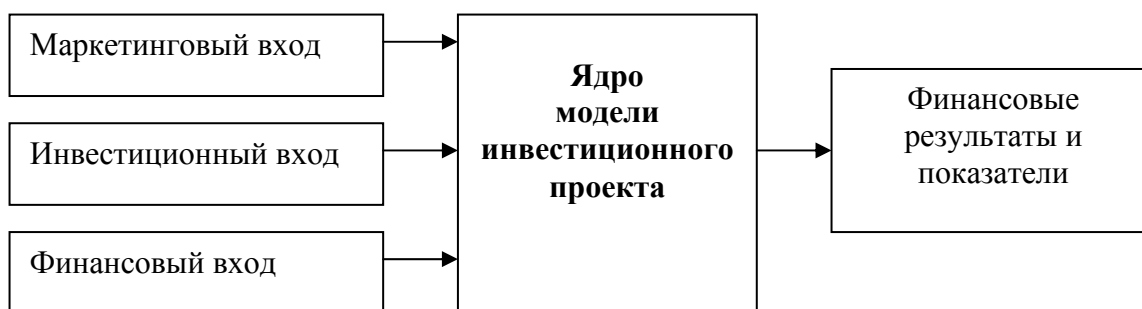 Маркетинговый вход
Инвестиционный вход
Финансовый вход
Ядро
модели
инвестиционного
проекта
Финансовые
результаты и
показатели